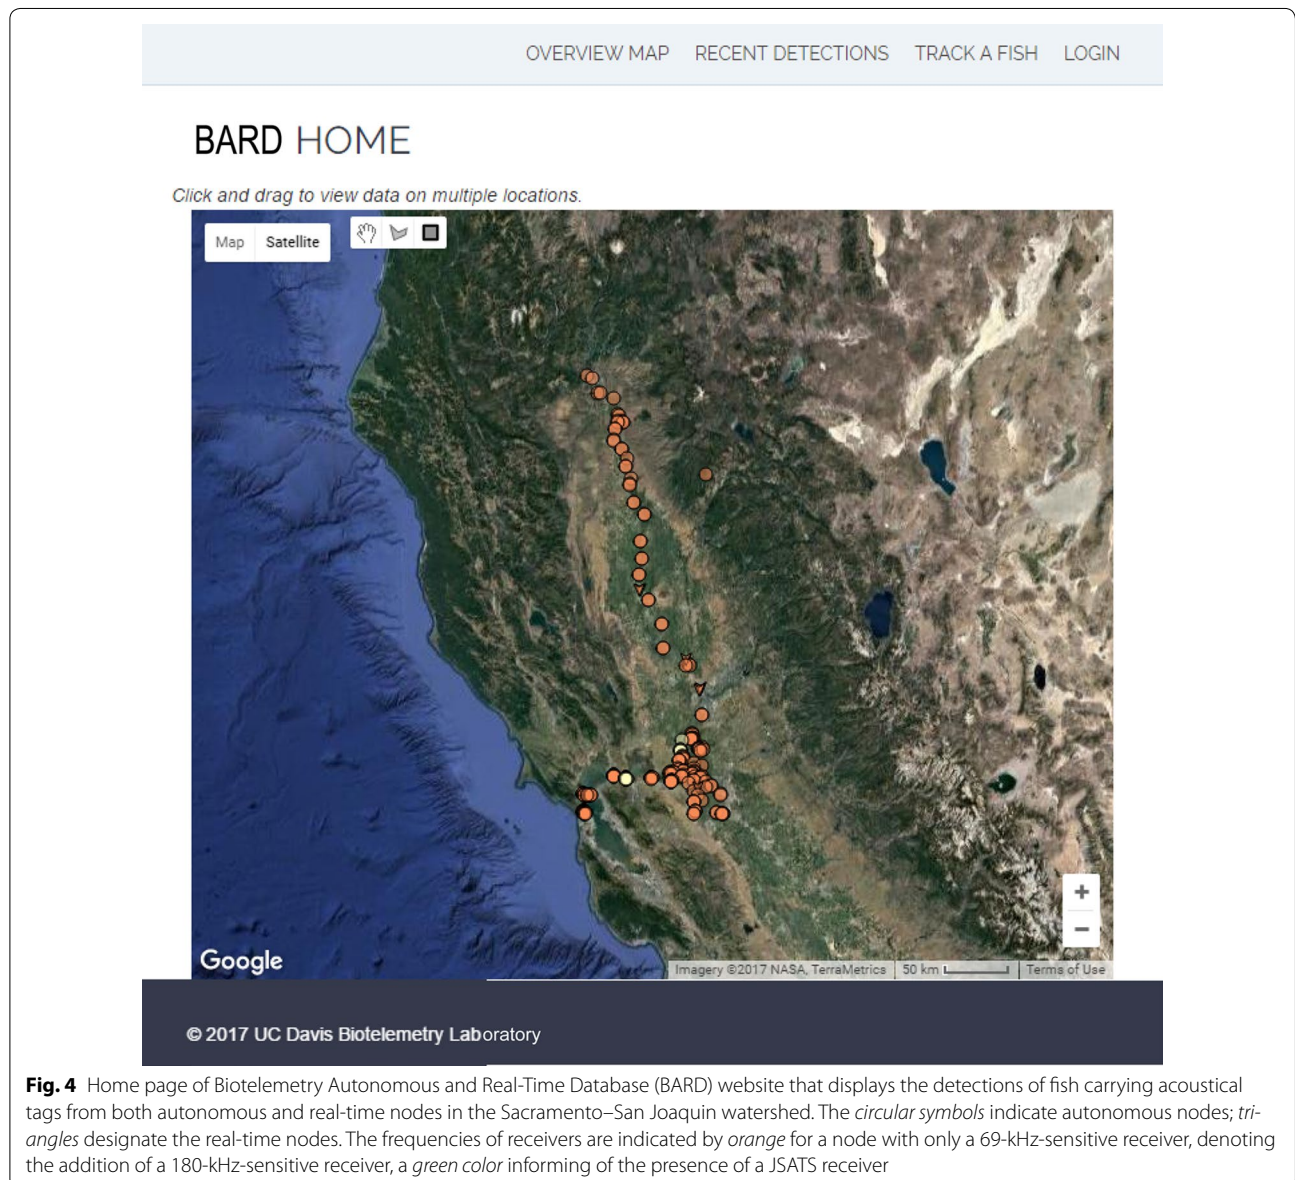 OVERVIEW MAP RECENT DETECTIONS TRACK A FISH LOGIN
BARD HOME
Click and drag to view data on multiple locations.
Map Satellite
+
−
Google
Imagery ©2017 NASA, TerraMetrics 50 km Terms of Use
© 2017 UC Davis Biotelemetry Laboratory
Fig. 4 Home page of Biotelemetry Autonomous and Real-Time Database (BARD) website that displays the detections of fish carrying acoustical
tags from both autonomous and real-time nodes in the Sacramento–San Joaquin watershed. The circular symbols indicate autonomous nodes; tri-
angles designate the real-time nodes. The frequencies of receivers are indicated by orange for a node with only a 69-kHz-sensitive receiver, denoting
the addition of a 180-kHz-sensitive receiver, a green color informing of the presence of a JSATS receiver